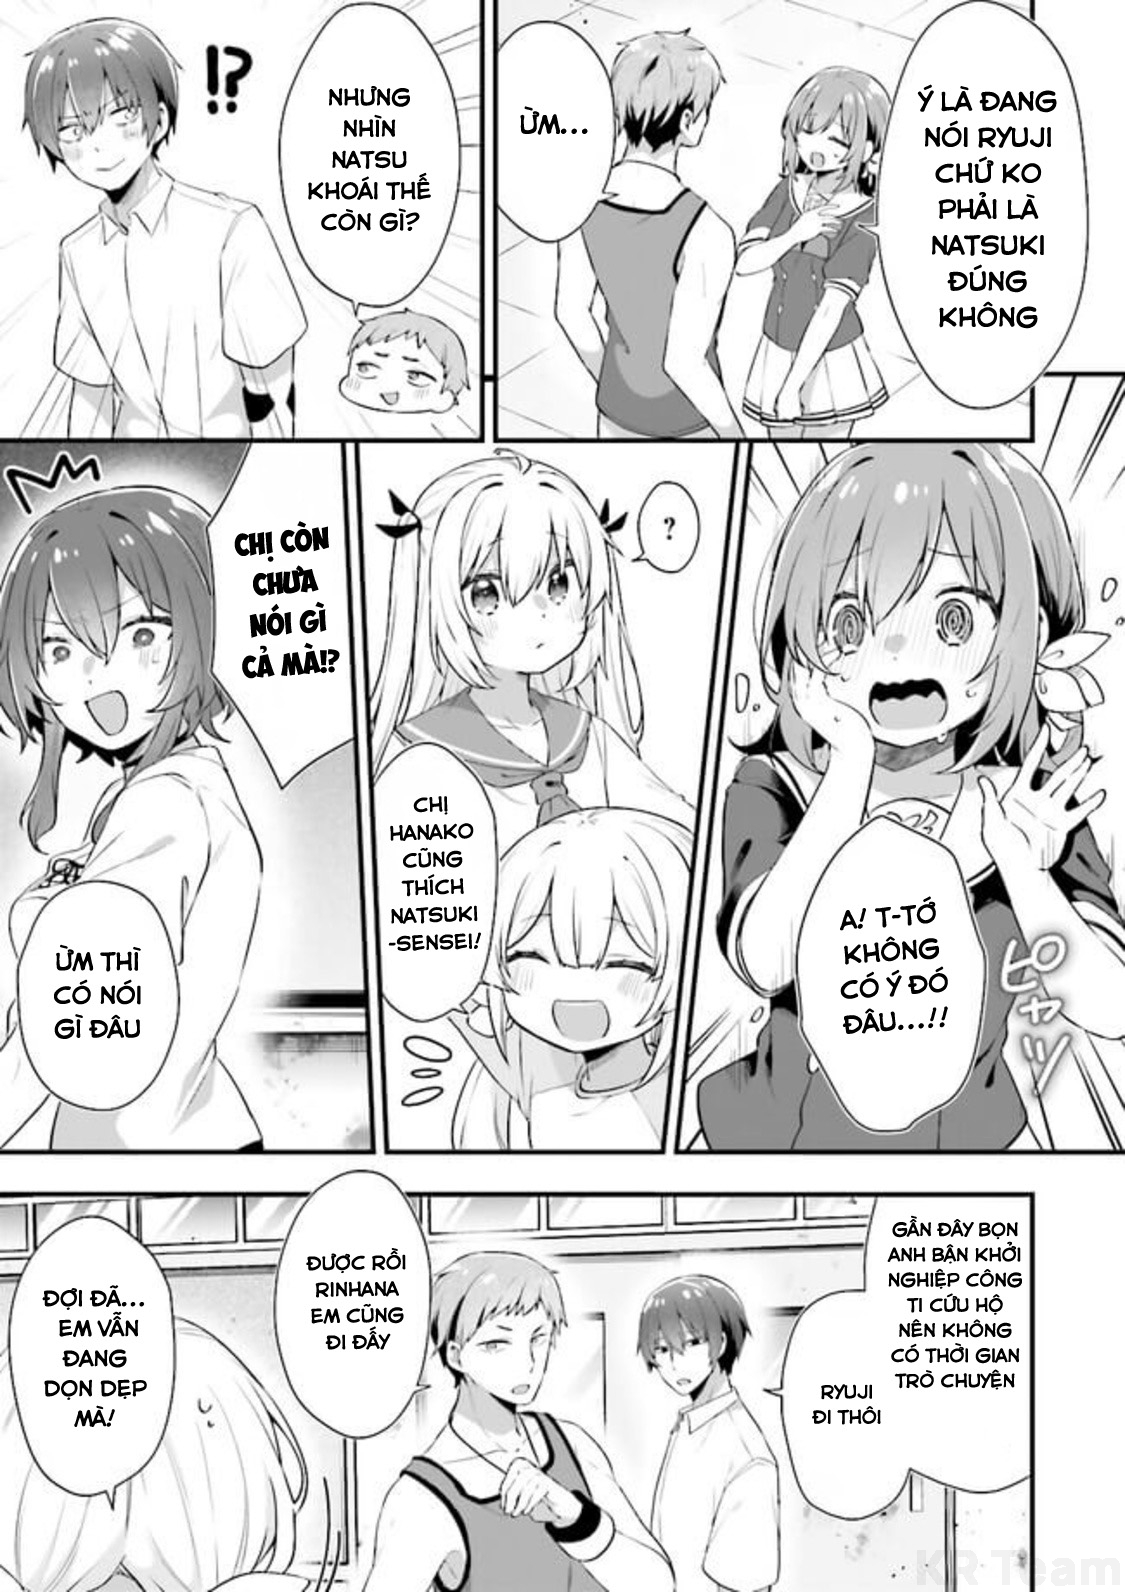 Ý LÀ ĐANG
NÓI RYUJI
CHỨ KO
PHẢI LÀ
NATSUKI
ĐÚNG
KHÔNG
ỪM...
!?
NHƯNG
NHÌN
NATSU
KHOÁI THẾ
CÒN GÌ?
A! T-TỚ
KHÔNG
CÓ Ý ĐÓ
ĐÂU...!!
ピャッ
?
CHỊ
HANAKO
CŨNG
THÍCH
NATSUKI
-SENSEI!
CHỊ CÒN
CHƯA
NÓI GÌ
CẢ MÀ!?
ỪM THÌ
CÓ NÓI
GÌ ĐÂU
GẦN ĐÂY BỌN
ANH BẬN KHỞI
NGHIỆP CÔNG
TI CỨU HỘ
NÊN KHÔNG
CÓ THỜI GIAN
TRÒ CHUYỆN
RYUJI
ĐI THÔI
ĐƯỢC RỒI
RINHANA
EM CŨNG
ĐI ĐẤY
ĐỢI ĐÃ...
EM VẪN
ĐANG
DỌN DẸP
MÀ!
KR Team